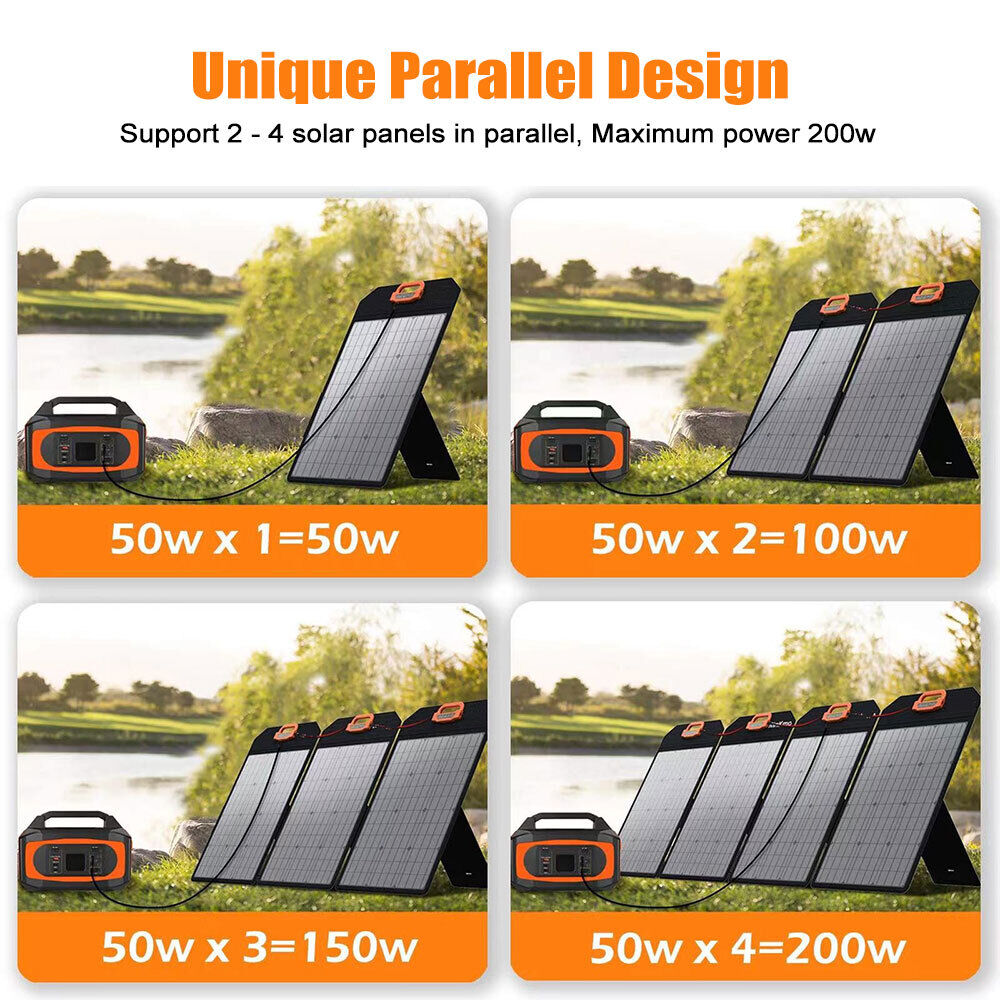 Unique Parallel Design
Support 2 - 4 solar panels in parallel, Maximum power 200w
50w x 1=50w
50w x 2=100w
50w x 3=150w
50w x 4=200w